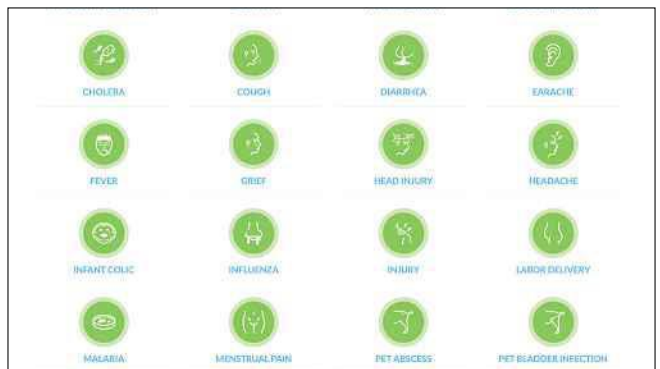 CHOLERA COUGH DIARRHEA EARACHE
FEVER GRIEF HEAD INJURY HEADACHE
INFANT COLIC INFLUENZA INJURY LABOR DELIVERY
MALARIA MENSTRUAL PAIN PET ABSCESS PET BLADDER INFECTION